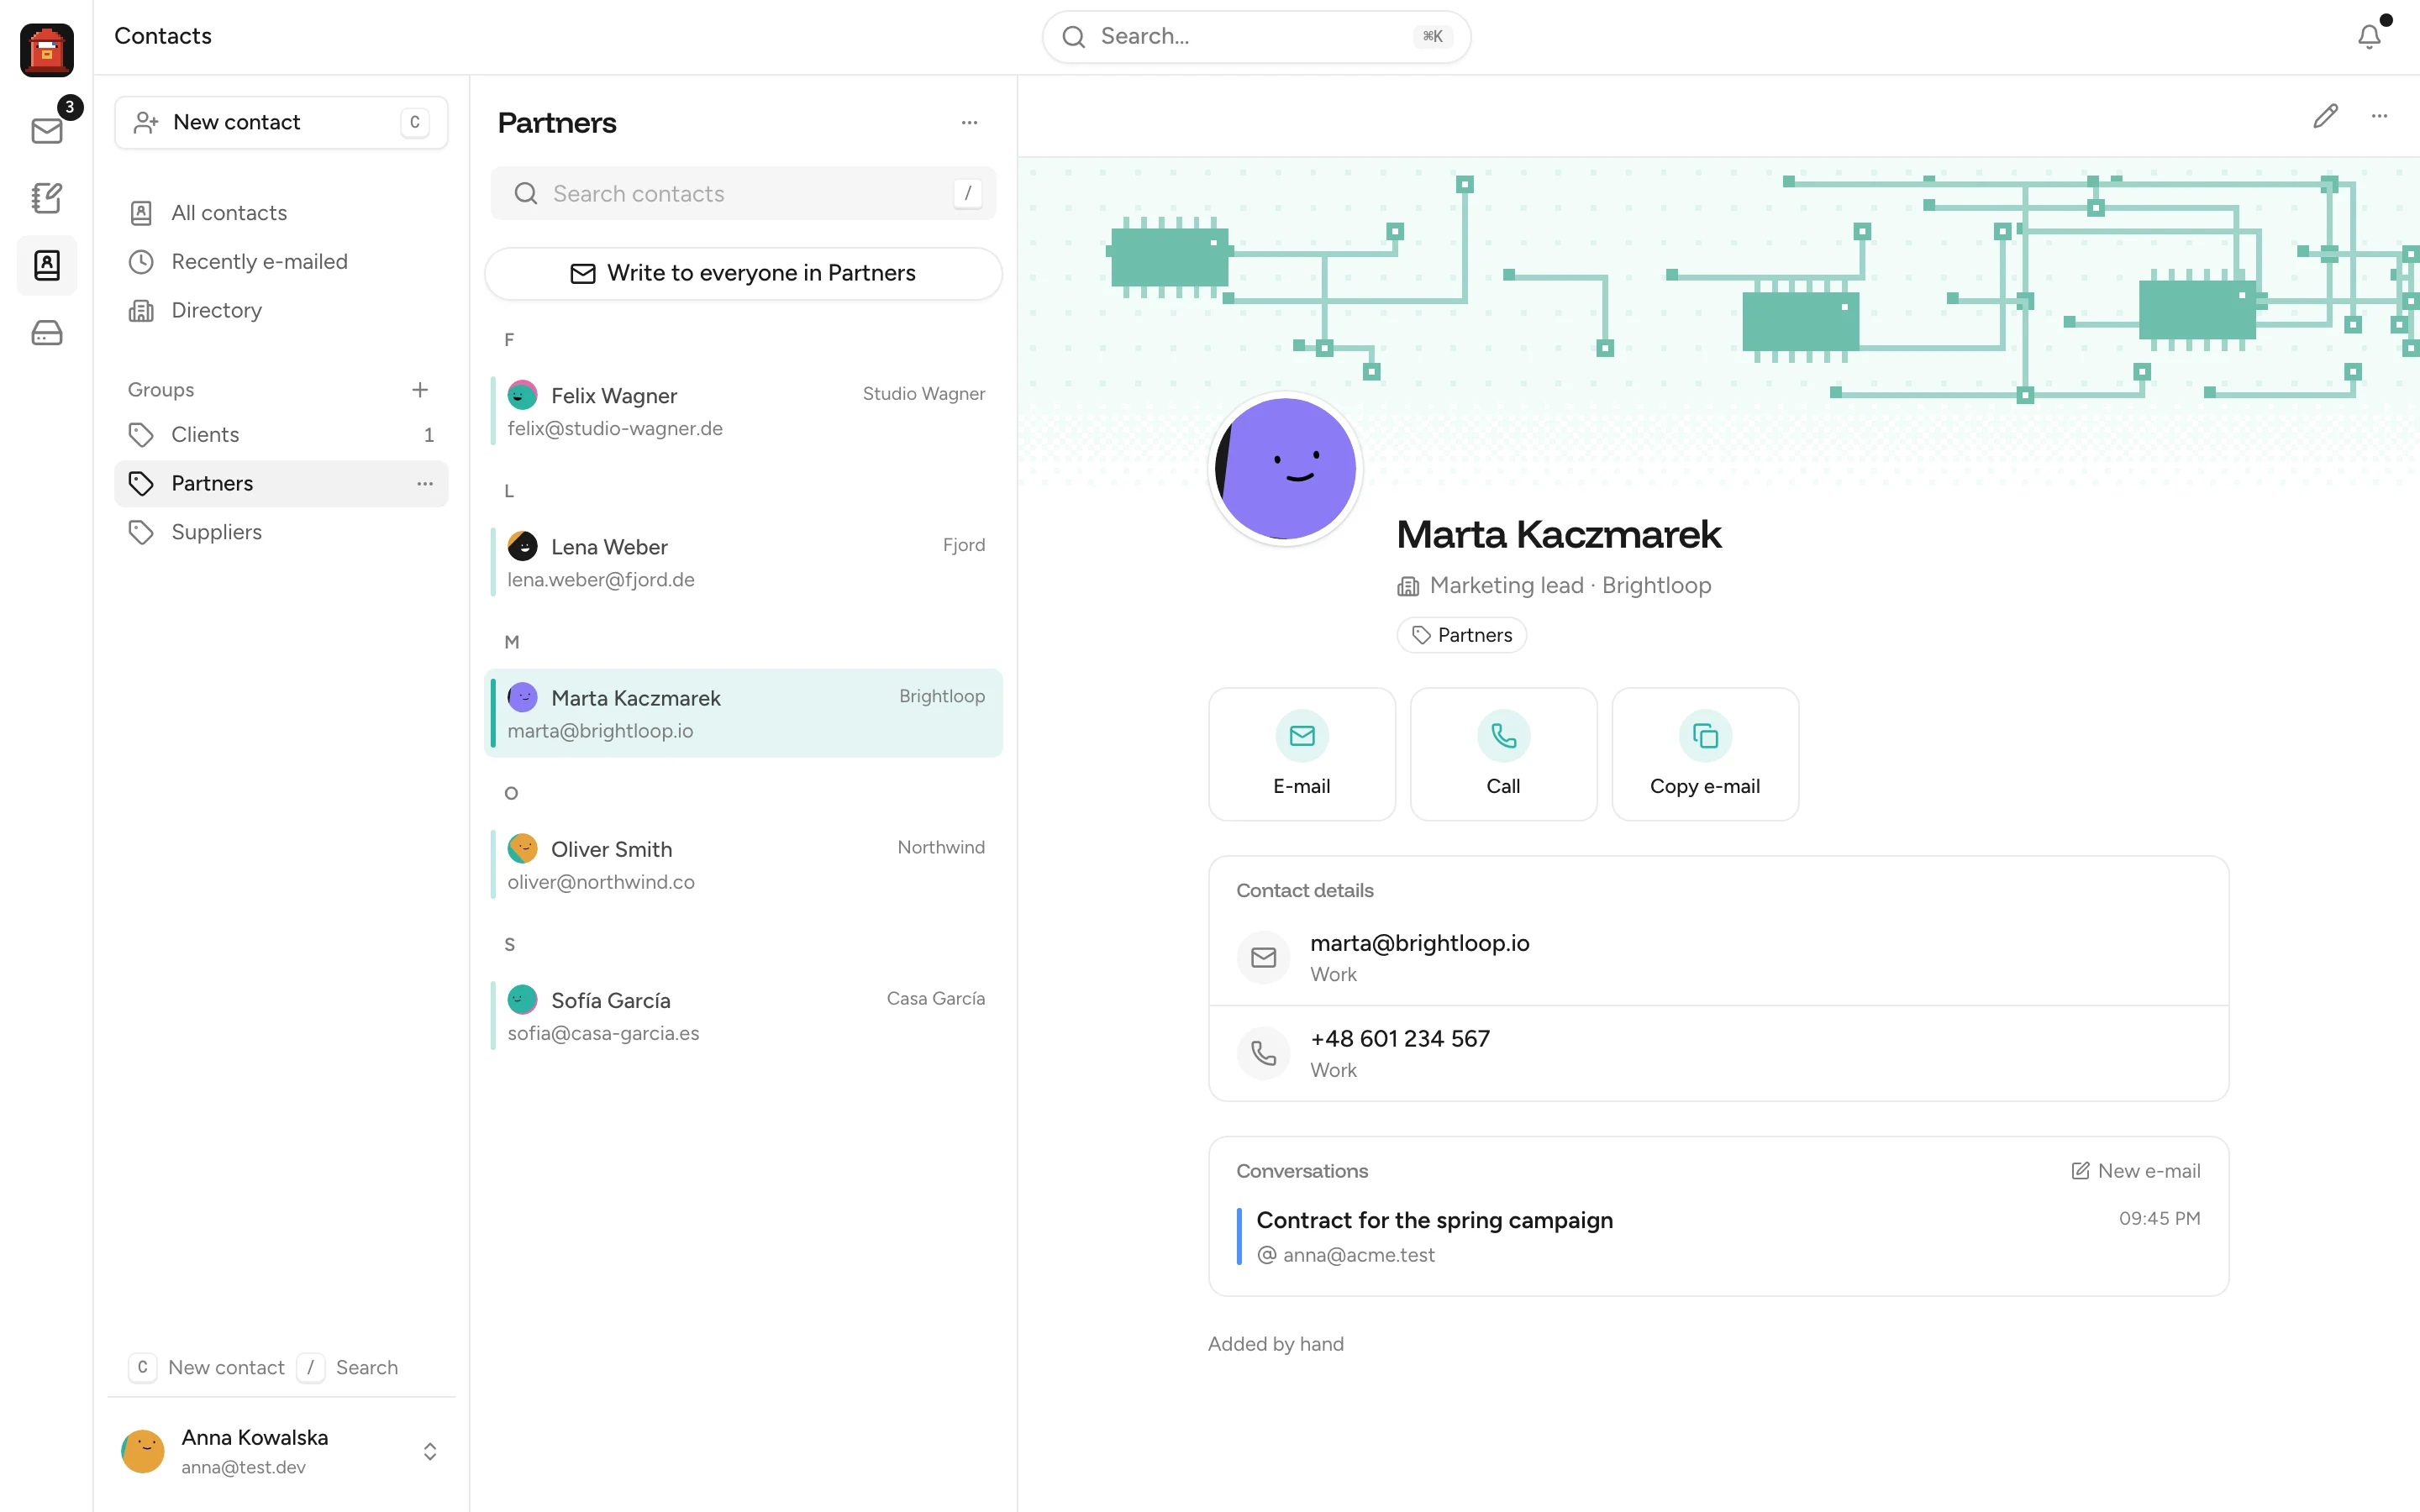 Contacts
Search...
⌘K
3
New contact
C
All contacts
Recently e-mailed
Directory
Groups
Clients
1
Partners
Suppliers
C New contact / Search
Anna Kowalska
anna@test.dev
Partners
Search contacts
/
Write to everyone in Partners
F
Felix Wagner
Studio Wagner
felix@studio-wagner.de
L
Lena Weber
Fjord
lena.weber@fjord.de
M
Marta Kaczmarek
Brightloop
marta@brightloop.io
O
Oliver Smith
Northwind
oliver@northwind.co
S
Sofía García
Casa García
sofia@casa-garcia.es
Marta Kaczmarek
Marketing lead · Brightloop
Partners
E-mail
Call
Copy e-mail
Contact details
marta@brightloop.io
Work
+48 601 234 567
Work
Conversations
New e-mail
Contract for the spring campaign
09:45 PM
@ anna@acme.test
Added by hand